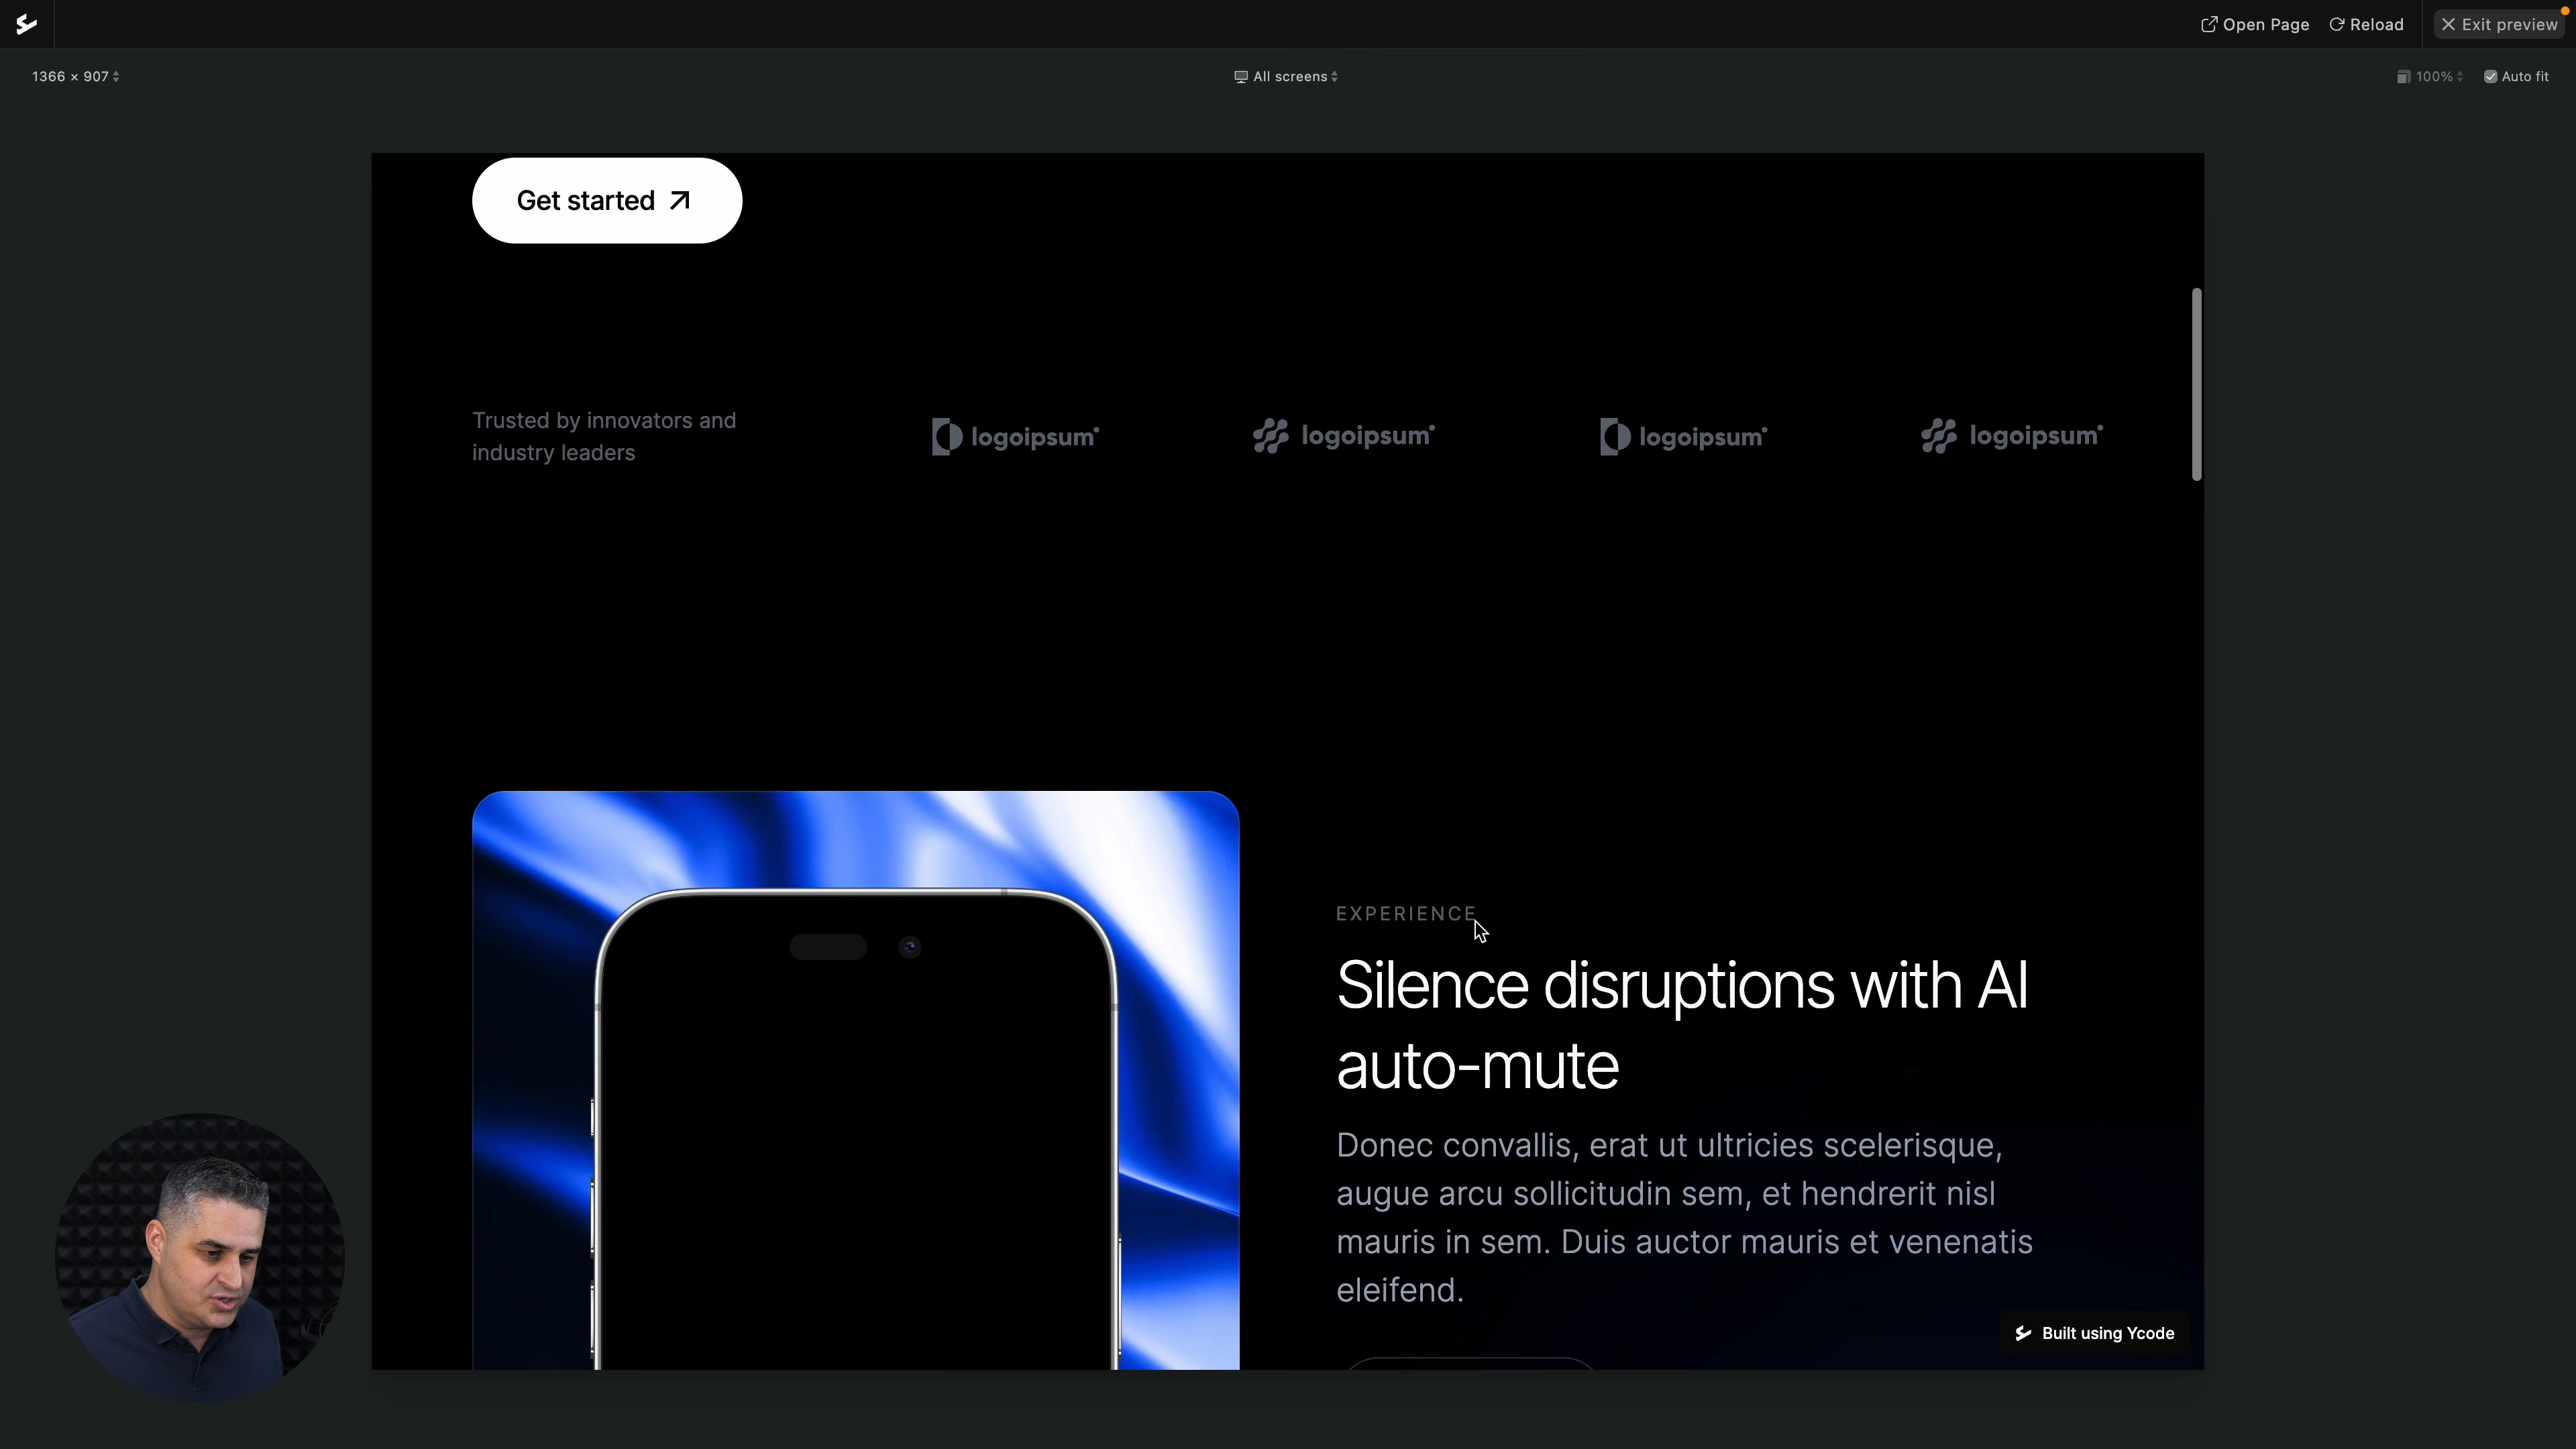 Open Page
Reload
Exit preview
1366 × 907
All screens
100%
Auto fit
Get started
Trusted by innovators and
industry leaders
logoipsum
logoipsum
logoipsum
logoipsum
EXPERIENCE
Silence disruptions with AI
auto-mute
Donec convallis, erat ut ultricies scelerisque,
augue arcu sollicitudin sem, et hendrerit nisl
mauris in sem. Duis auctor mauris et venenatis
eleifend.
Built using Ycode